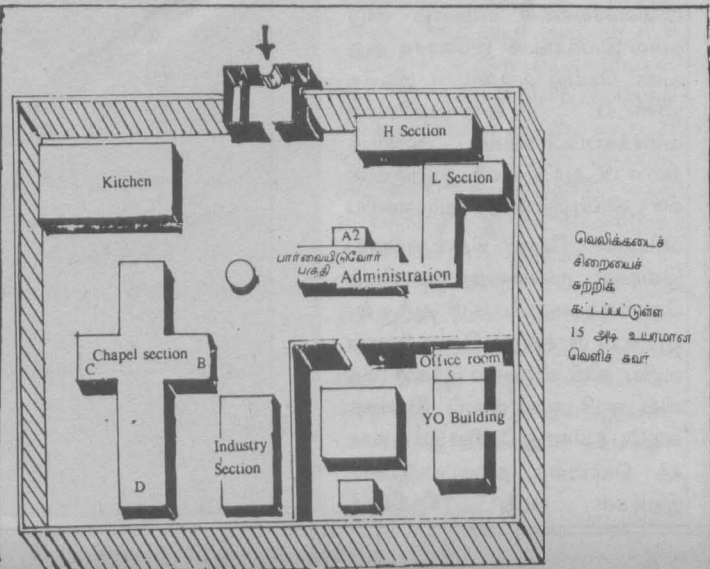 H Section
Kitchen
L Section
A2
பார்வையிடுவோர்
பகுதி
Administration
வெலிக்கடைச்
சிறையைச்
சுற்றிக்
கட்டப்பட்டுள்ள
15 அடி உயரமான
வெளிச் சுவர்
Chapel section
C
B
Office room
YO Building
Industry
Section
D